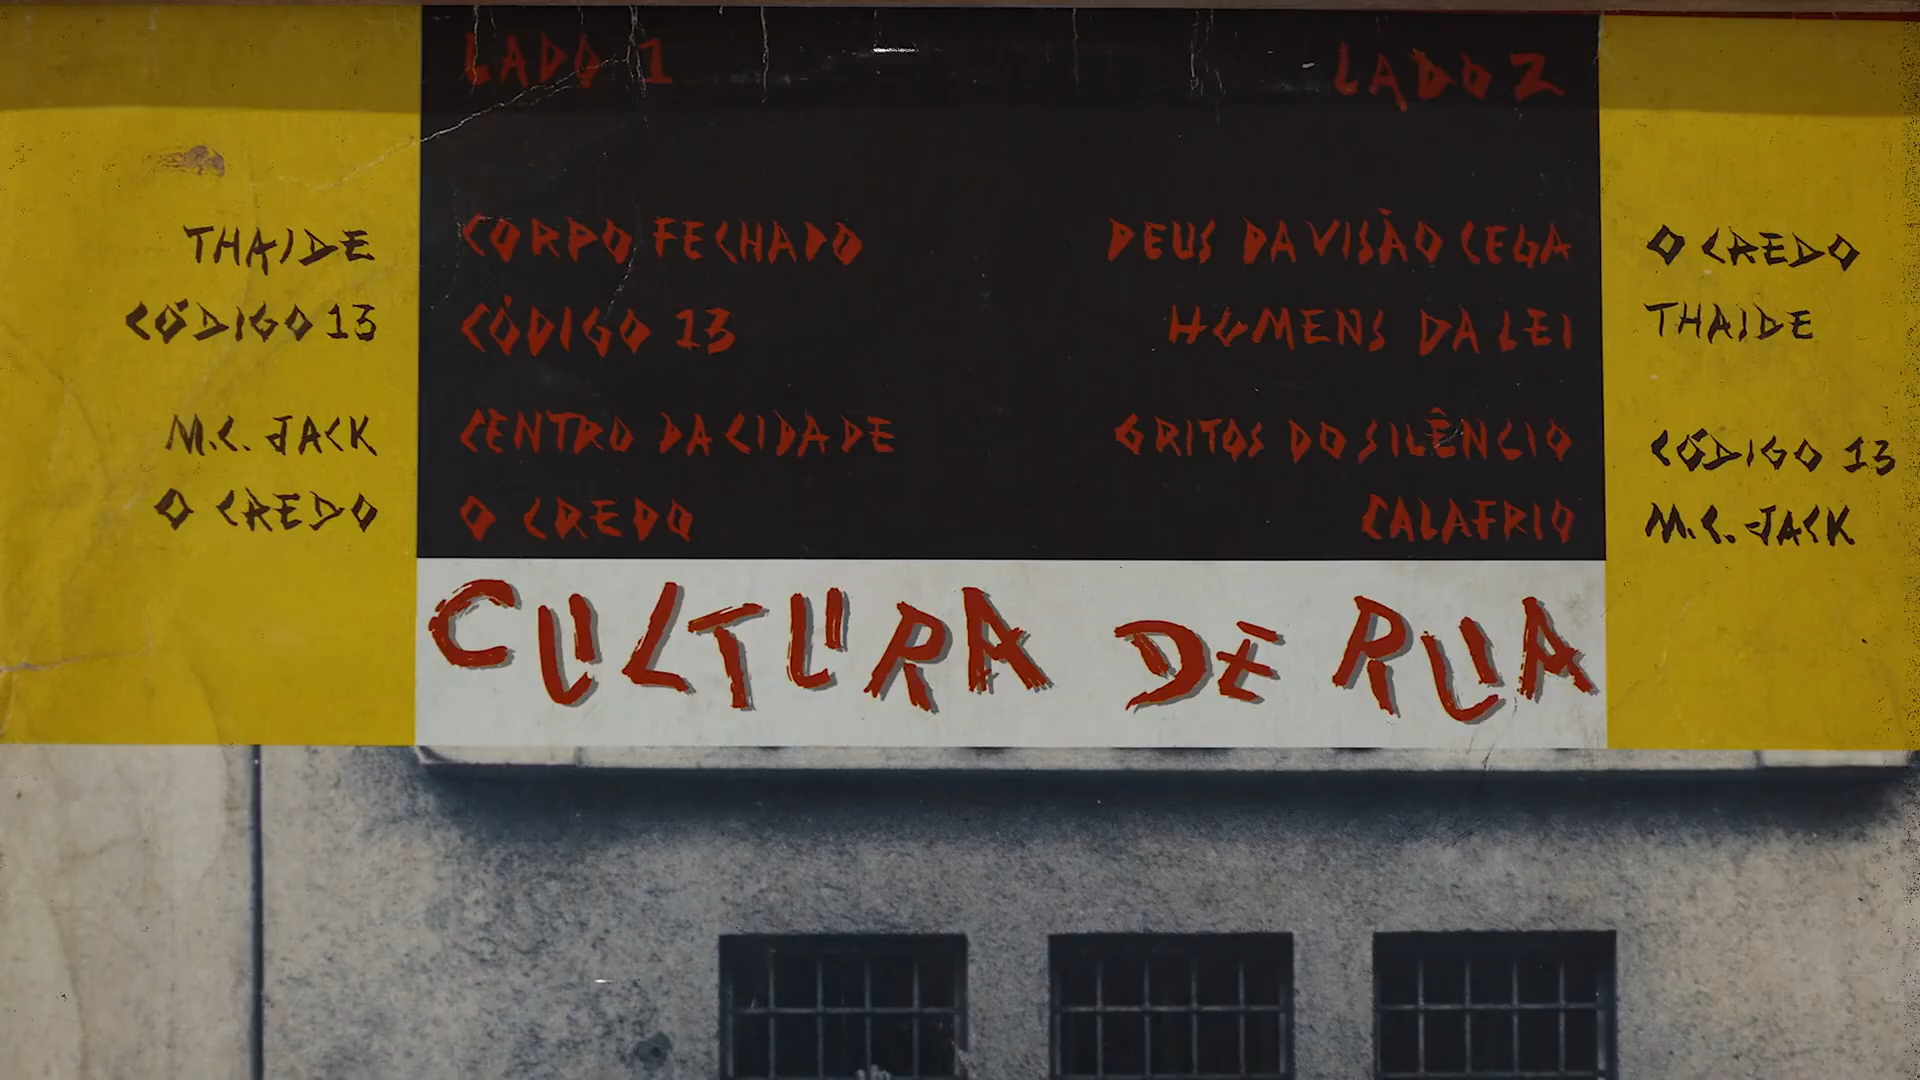 LADO 1
LADO 2
THAIDE
CORPO FECHADO
DEUS DA VISÃO CEGA
O CREDO
CÓDIGO 13
CÓDIGO 13
HOMENS DA LEI
THAIDE
M.C. JACK
CENTRO DA CIDADE
GRITOS DO SILÊNCIO
CÓDIGO 13
O CREDO
O CREDO
CALAFRIO
M.C. JACK
CULTURA DE RUA